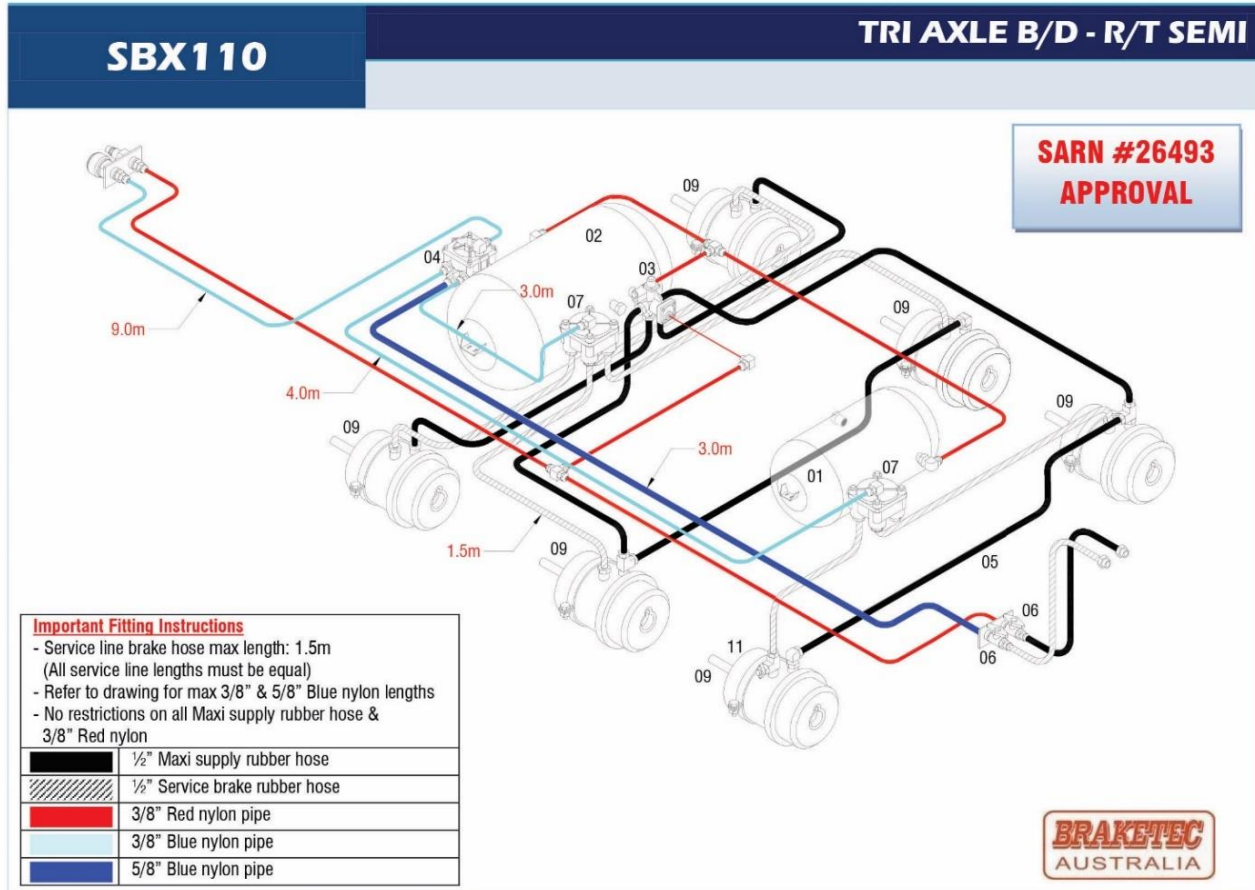 SBX110
TRI AXLE B/D - R/T SEMI
SARN #26493
APPROVAL
09
02
04
03
3.0m
07
9.0m
09
4.0m
09
09
3.0m
07
01
1.5m
09
05
06
11
06
09
Important Fitting Instructions
- Service line brake hose max length: 1.5m
(All service line lengths must be equal)
- Refer to drawing for max 3/8” & 5/8” Blue nylon lengths
- No restrictions on all Maxi supply rubber hose &
3/8” Red nylon
½” Maxi supply rubber hose
½” Service brake rubber hose
3/8” Red nylon pipe
3/8” Blue nylon pipe
5/8” Blue nylon pipe
BRAKETEC
AUSTRALIA